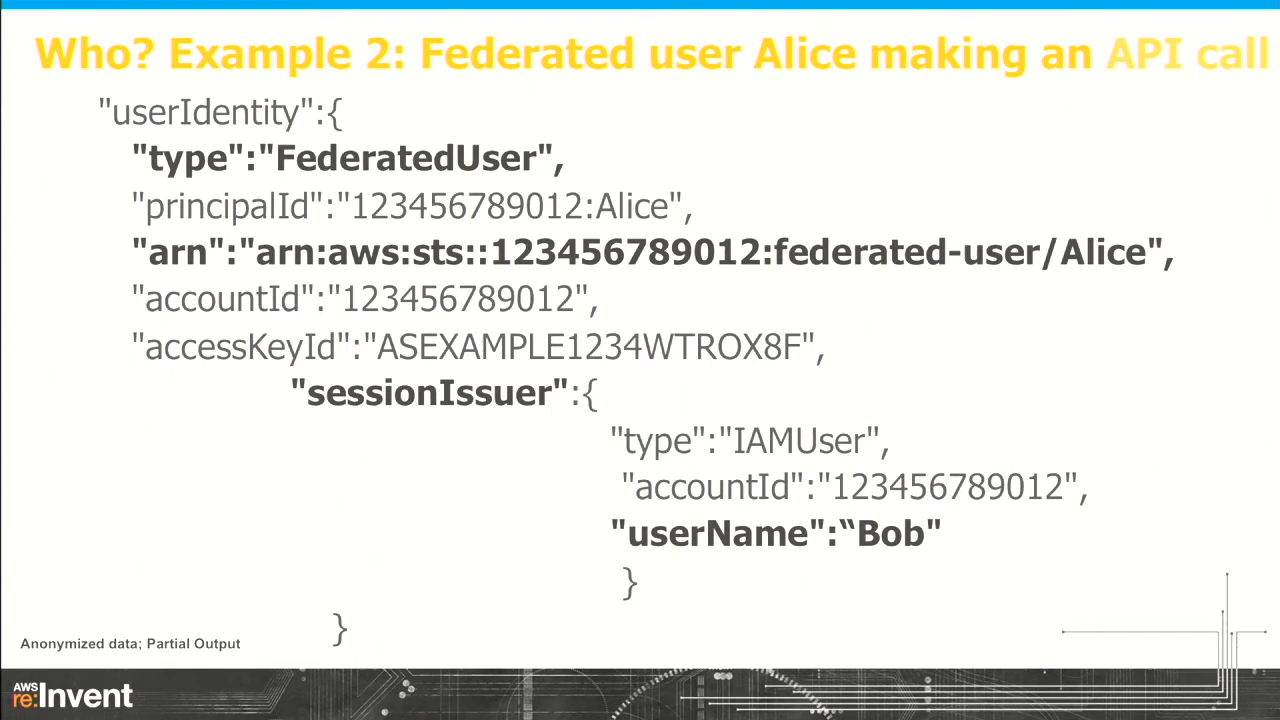 Who? Example 2: Federated user Alice making an API call
"userIdentity":{
"type":"FederatedUser",
"principalId":"123456789012:Alice",
"arn":"arn:aws:sts::123456789012:federated-user/Alice",
"accountId":"123456789012",
"accessKeyId":"ASEXAMPLE1234WTROX8F",
"sessionIssuer":{
"type":"IAMUser",
"accountId":"123456789012",
"userName":“Bob"
}
}
Anonymized data; Partial Output
AWS
re:Invent